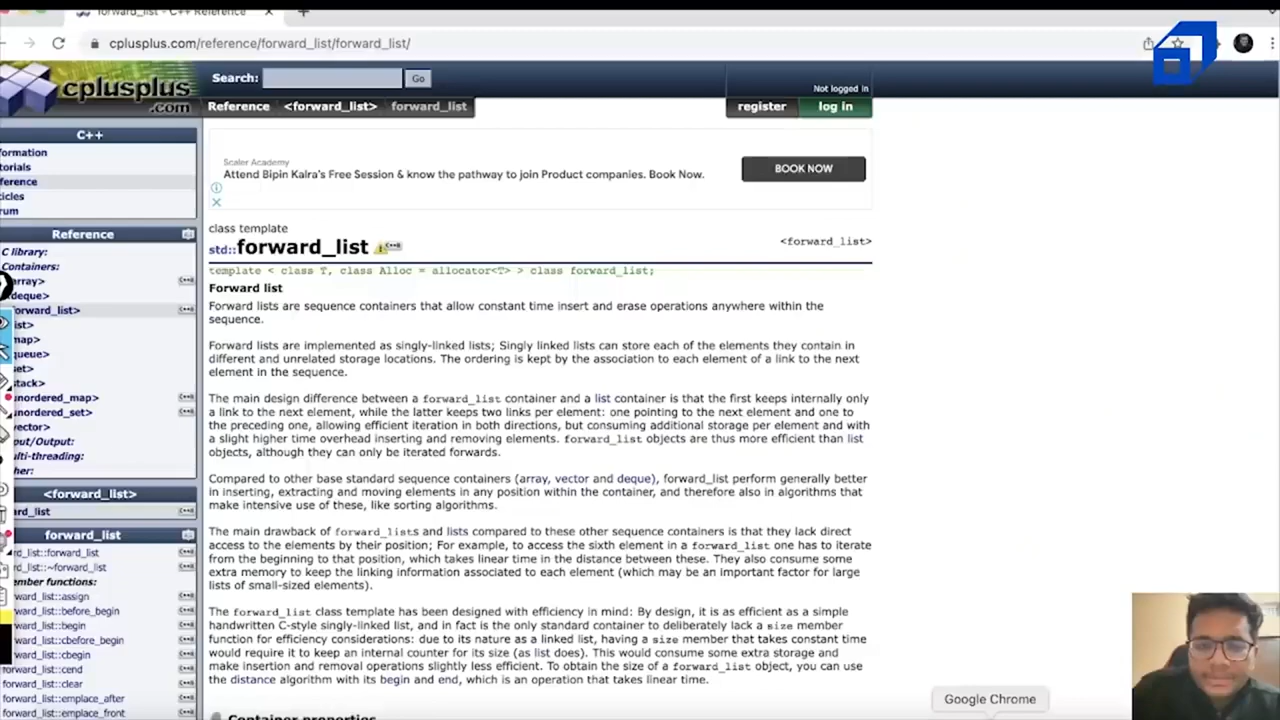 forward_list - C++ Reference
cplusplus.com/reference/forward_list/forward_list/
cplusplus
.com
Search:
Go
Reference
<forward_list>
forward_list
Not logged in
register
log in
C++
formation
torials
ference
ticles
rum
Reference
C library:
Containers:
array>
deque>
forward_list>
ist>
map>
queue>
set>
stack>
unordered_map>
unordered_set>
vector>
put/Output:
ulti-threading:
her:
<forward_list>
ard_list
forward_list
rd_list::forward_list
rd_list::~forward_list
ember functions:
rd_list::assign
rd_list::before_begin
rd_list::begin
rd_list::cbefore_begin
rd_list::cbegin
rd_list::cend
rd_list::clear
rd_list::emplace_after
rd_list::emplace_front
Scaler Academy
Attend Bipin Kalra's Free Session & know the pathway to join Product companies. Book Now.
BOOK NOW
class template
std::forward_list
<forward_list>
template < class T, class Alloc = allocator<T> > class forward_list;
Forward list
Forward lists are sequence containers that allow constant time insert and erase operations anywhere within the
sequence.
Forward lists are implemented as singly-linked lists; Singly linked lists can store each of the elements they contain in
different and unrelated storage locations. The ordering is kept by the association to each element of a link to the next
element in the sequence.
The main design difference between a forward_list container and a list container is that the first keeps internally only
a link to the next element, while the latter keeps two links per element: one pointing to the next element and one to
the preceding one, allowing efficient iteration in both directions, but consuming additional storage per element and with
a slight higher time overhead inserting and removing elements. forward_list objects are thus more efficient than list
objects, although they can only be iterated forwards.
Compared to other base standard sequence containers (array, vector and deque), forward_list perform generally better
in inserting, extracting and moving elements in any position within the container, and therefore also in algorithms that
make intensive use of these, like sorting algorithms.
The main drawback of forward_lists and lists compared to these other sequence containers is that they lack direct
access to the elements by their position; For example, to access the sixth element in a forward_list one has to iterate
from the beginning to that position, which takes linear time in the distance between these. They also consume some
extra memory to keep the linking information associated to each element (which may be an important factor for large
lists of small-sized elements).
The forward_list class template has been designed with efficiency in mind: By design, it is as efficient as a simple
handwritten C-style singly-linked list, and in fact is the only standard container to deliberately lack a size member
function for efficiency considerations: due to its nature as a linked list, having a size member that takes constant time
would require it to keep an internal counter for its size (as list does). This would consume some extra storage and
make insertion and removal operations slightly less efficient. To obtain the size of a forward_list object, you can use
the distance algorithm with its begin and end, which is an operation that takes linear time.
Container properties
Google Chrome